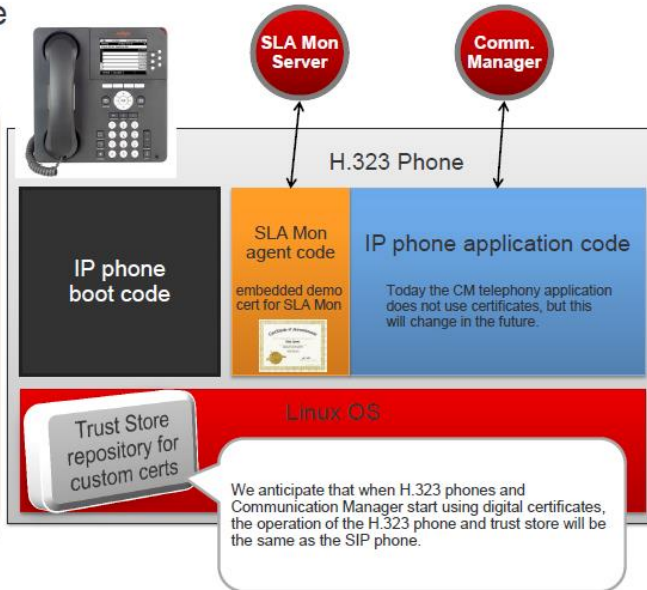 e
SLA Mon
Server
Comm.
Manager
H.323 Phone
IP phone
boot code
SLA Mon
agent code
embedded demo
cert for SLA Mon
IP phone application code
Today the CM telephony application
does not use certificates, but this
will change in the future.
Linux OS
Trust Store
repository for
custom certs
We anticipate that when H.323 phones and
Communication Manager start using digital certificates,
the operation of the H.323 phone and trust store will be
the same as the SIP phone.